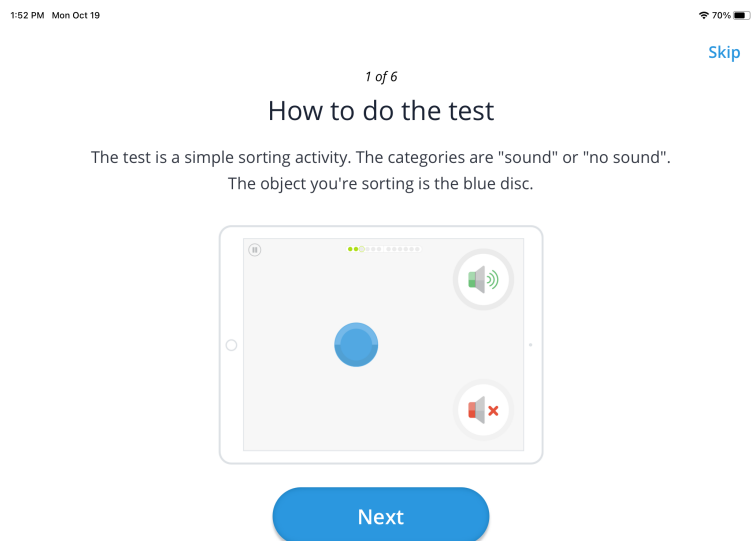 1:52 PM Mon Oct 19
70%
Skip
1 of 6
How to do the test
The test is a simple sorting activity. The categories are "sound" or "no sound".
The object you're sorting is the blue disc.
Next